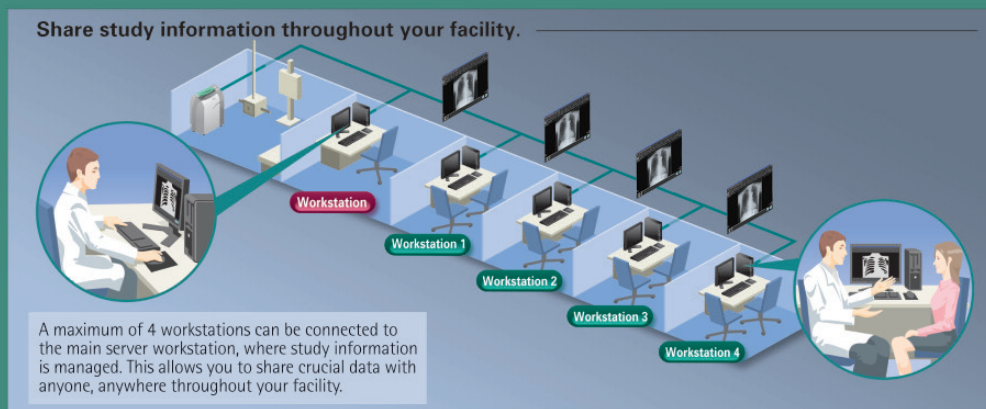 Share study information throughout your facility.
Workstation
Workstation 1
Workstation 2
Workstation 3
Workstation 4
A maximum of 4 workstations can be connected to
the main server workstation, where study information
is managed. This allows you to share crucial data with
anyone, anywhere throughout your facility.